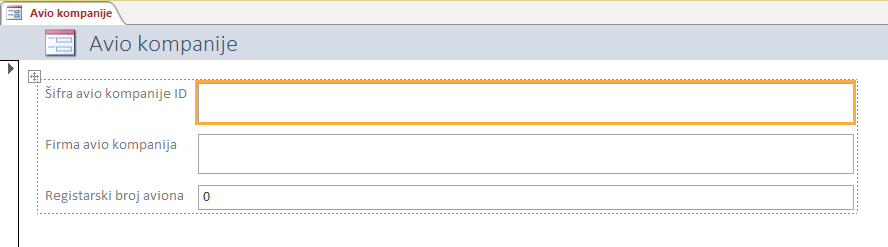 Avio kompanije
Avio kompanije
Šifra avio kompanije ID
Firma avio kompanija
Registarski broj aviona 0